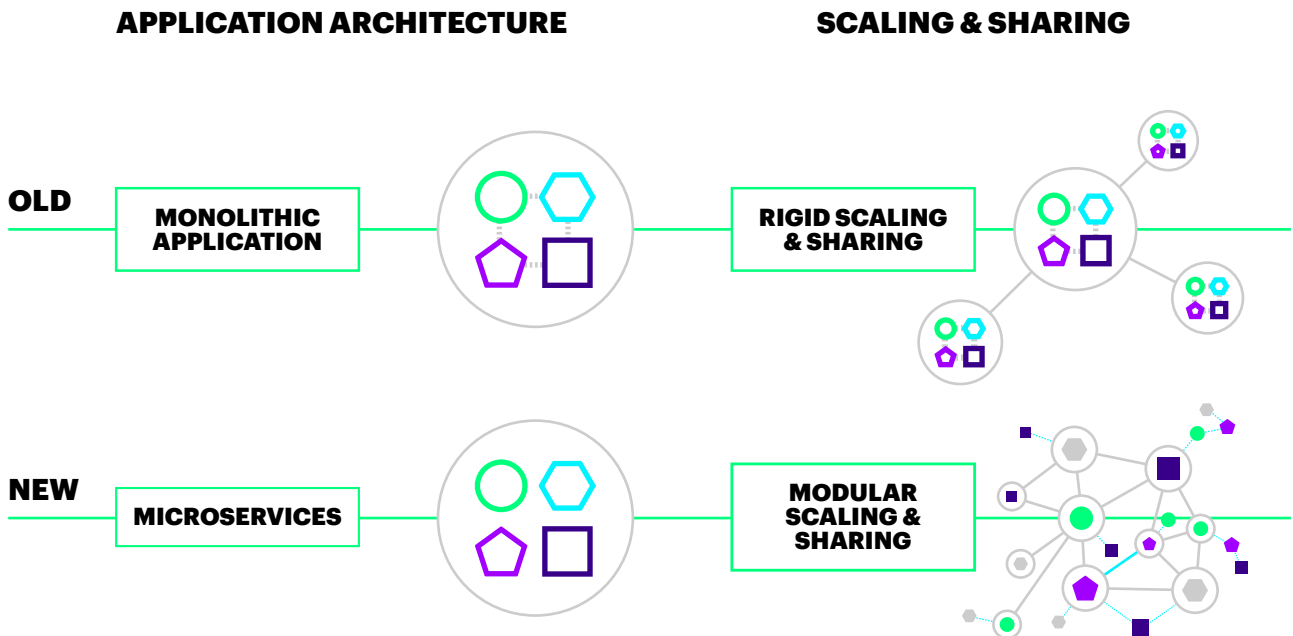 APPLICATION ARCHITECTURE
SCALING & SHARING
OLD
MONOLITHIC
APPLICATION
RIGID SCALING
& SHARING
NEW
MICROSERVICES
MODULAR
SCALING &
SHARING